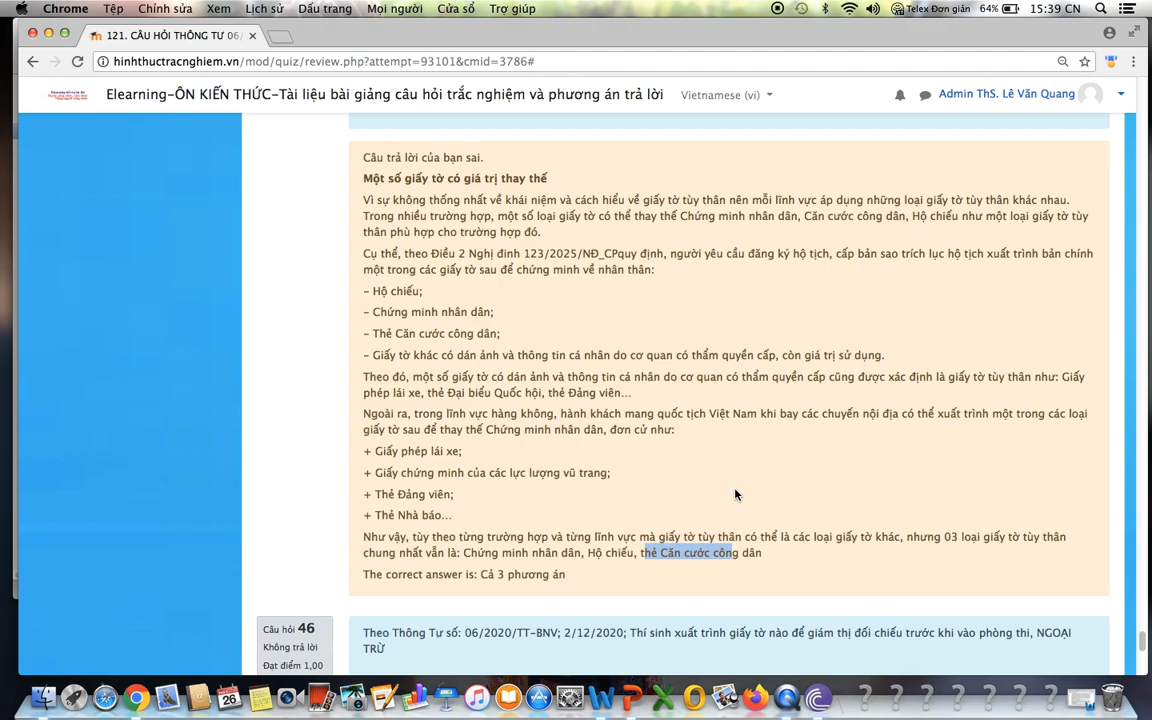 Chrome Tệp Chỉnh sửa Xem Lịch sử Dấu trang Mọi người Cửa sổ Trợ giúp Telex Đơn giản 64% 15:39 CN
121. CÂU HỎI THÔNG TƯ 06/
hinhthuctracnghiem.vn/mod/quiz/review.php?attempt=93101&cmid=3786#
Elearning-ÔN KIẾN THỨC-Tài liệu bài giảng câu hỏi trắc nghiệm và phương án trả lời Vietnamese (vi) Admin ThS. Lê Văn Quang
Câu trả lời của bạn sai.
Một số giấy tờ có giá trị thay thế
Vì sự không thống nhất về khái niệm và cách hiểu về giấy tờ tùy thân nên mỗi lĩnh vực áp dụng những loại giấy tờ tùy thân khác nhau.
Trong nhiều trường hợp, một số loại giấy tờ có thể thay thế Chứng minh nhân dân, Căn cước công dân, Hộ chiếu như một loại giấy tờ tùy
thân phù hợp cho trường hợp đó.
Cụ thể, theo Điều 2 Nghị đinh 123/2025/NĐ_CPquy định, người yêu cầu đăng ký hộ tịch, cấp bản sao trích lục hộ tịch xuất trình bản chính
một trong các giấy tờ sau để chứng minh về nhân thân:
– Hộ chiếu;
– Chứng minh nhân dân;
– Thẻ Căn cước công dân;
– Giấy tờ khác có dán ảnh và thông tin cá nhân do cơ quan có thẩm quyền cấp, còn giá trị sử dụng.
Theo đó, một số giấy tờ có dán ảnh và thông tin cá nhân do cơ quan có thẩm quyền cấp cũng được xác định là giấy tờ tùy thân như: Giấy
phép lái xe, thẻ Đại biểu Quốc hội, thẻ Đảng viên…
Ngoài ra, trong lĩnh vực hàng không, hành khách mang quốc tịch Việt Nam khi bay các chuyến nội địa có thể xuất trình một trong các loại
giấy tờ sau để thay thế Chứng minh nhân dân, đơn cử như:
+ Giấy phép lái xe;
+ Giấy chứng minh của các lực lượng vũ trang;
+ Thẻ Đảng viên;
+ Thẻ Nhà báo…
Như vậy, tùy theo từng trường hợp và từng lĩnh vực mà giấy tờ tùy thân có thể là các loại giấy tờ khác, nhưng 03 loại giấy tờ tùy thân
chung nhất vẫn là: Chứng minh nhân dân, Hộ chiếu, thẻ Căn cước công dân
The correct answer is: Cả 3 phương án
Câu hỏi 46
Không trả lời
Đạt điểm 1,00
Theo Thông Tư số: 06/2020/TT-BNV; 2/12/2020; Thí sinh xuất trình giấy tờ nào để giám thị đối chiếu trước khi vào phòng thi, NGOẠI
TRỪ